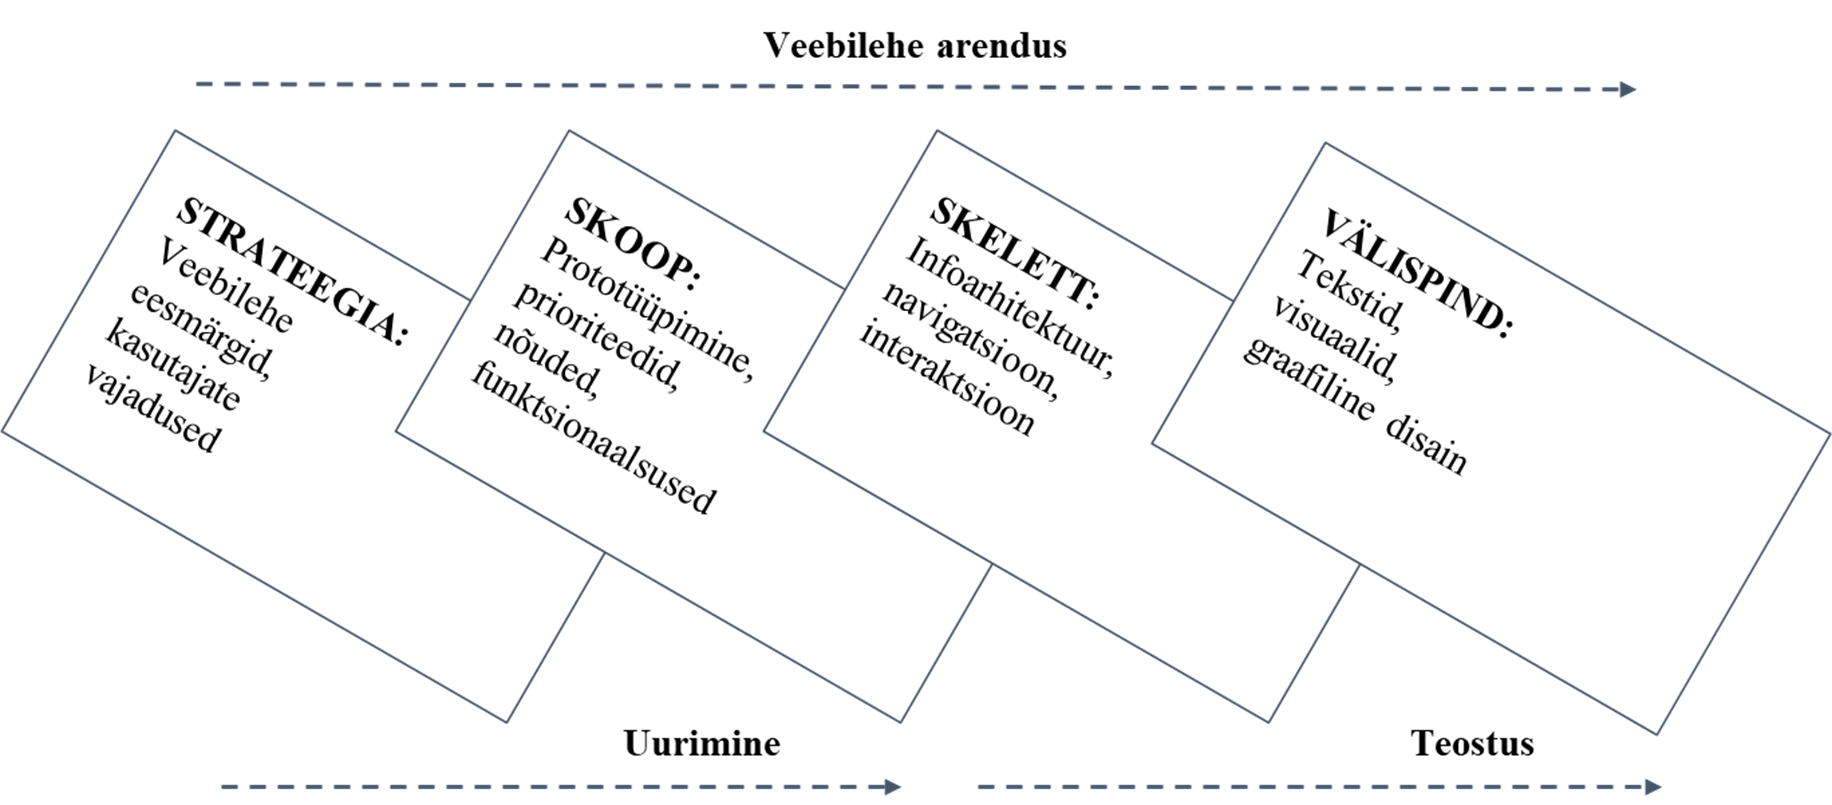 Veebilehe arendus
STRATEEGIA:
Veebilehe
eesmärgid,
kasutajate
vajadused
SKOOP:
Prototüüpimine,
prioriteedid,
nõuded,
funktsionaalsused
SKELETT:
Infoarhitektuur,
navigatsioon,
interaktsioon
VÄLISPIND:
Tekstid,
visuaalid,
graafiline disain
Uurimine
Teostus